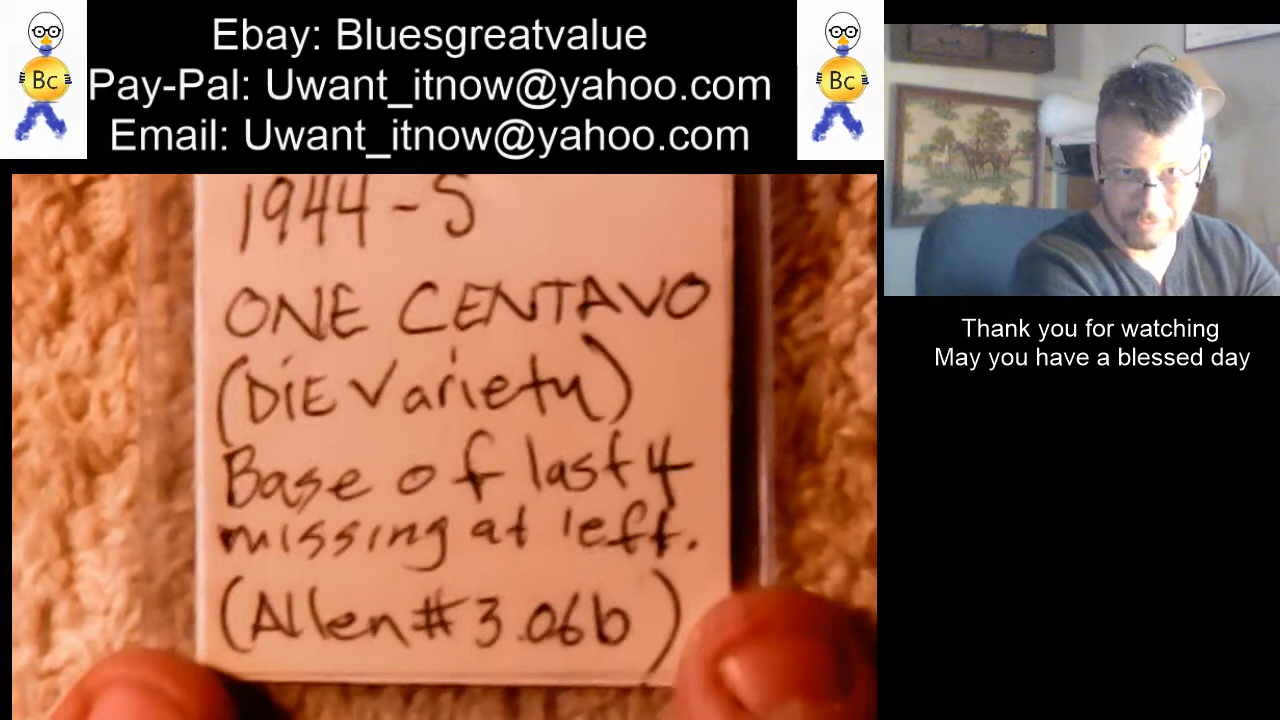 Ebay: Bluesgreatvalue
Pay-Pal: Uwant_itnow@yahoo.com
Email: Uwant_itnow@yahoo.com
Bc
Bc
1944-S
ONE CENTAVO
(DiE Variety)
Base of last 4
missing at left.
(Allen # 3.06b)
Thank you for watching
May you have a blessed day